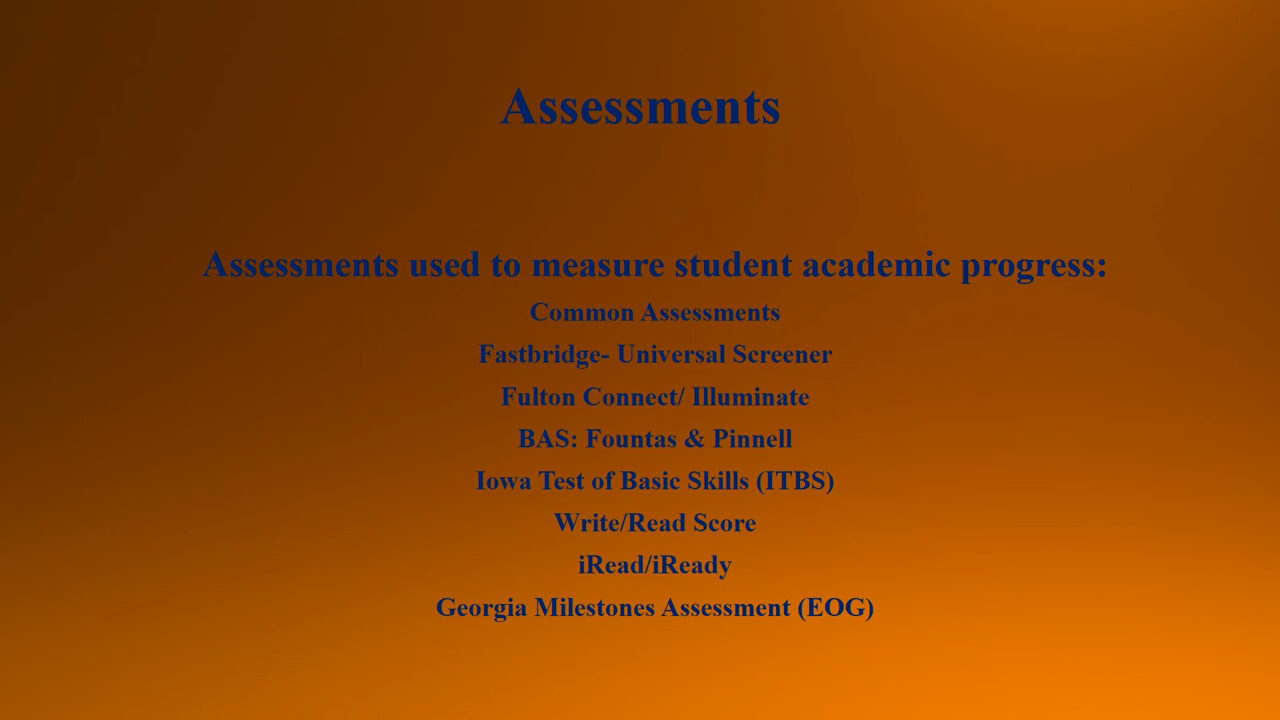 Assessments
Assessments used to measure student academic progress:
Common Assessments
Fastbridge- Universal Screener
Fulton Connect/ Illuminate
BAS: Fountas & Pinnell
Iowa Test of Basic Skills (ITBS)
Write/Read Score
iRead/iReady
Georgia Milestones Assessment (EOG)